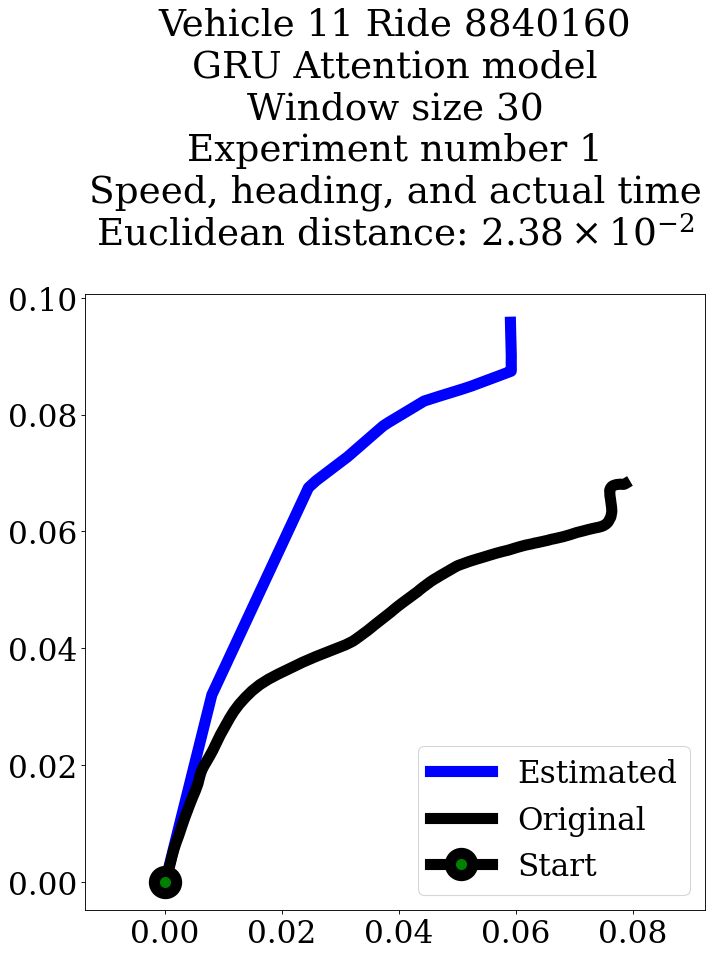 Vehicle 11 Ride 8840160
GRU Attention model
Window size 30
Experiment number 1
Speed, heading, and actual time
Euclidean distance: 2.38 × 10⁻²
0.10
0.08
0.06
0.04
0.02
0.00
Estimated
Original
Start
0.00 0.02 0.04 0.06 0.08